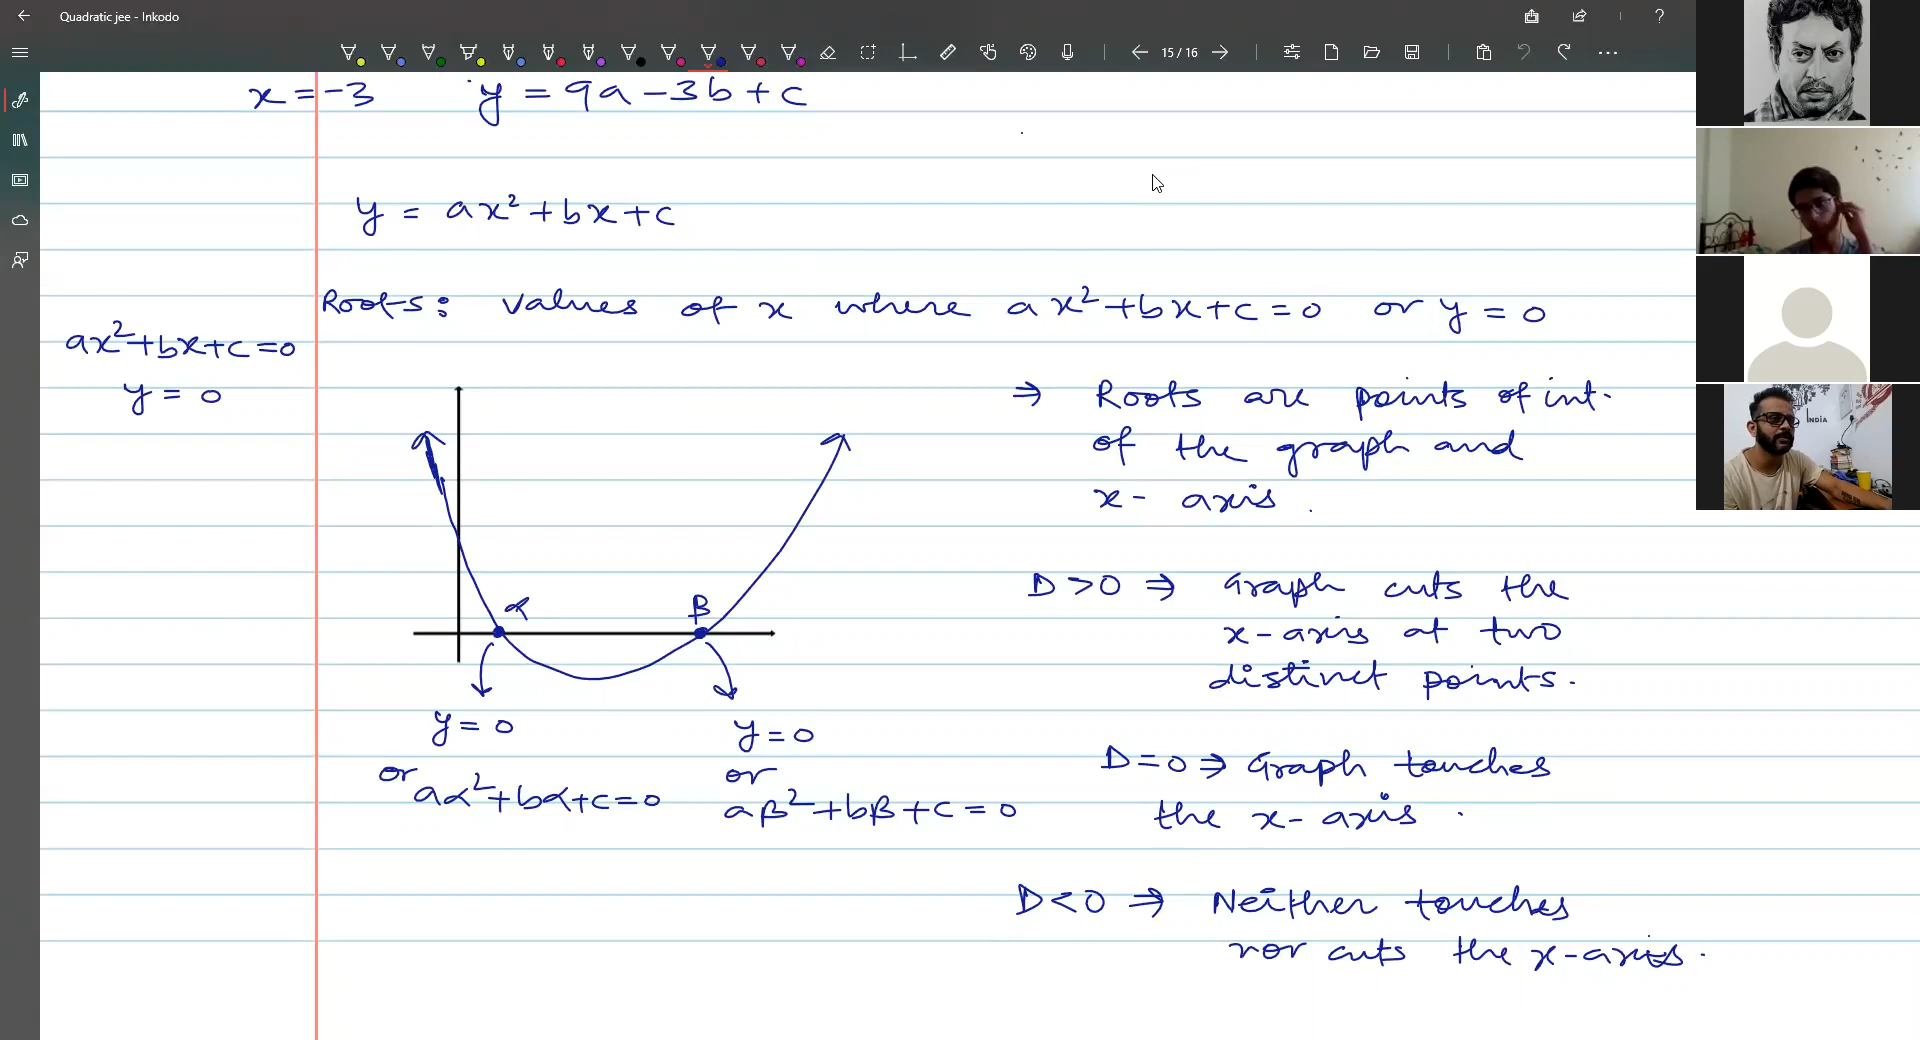 Quadratic jee - Inkodo
15 / 16
x = -3 y = 9a - 3b + c
y = ax² + bx + c
Roots: values of x where ax² + bx + c = 0 or y = 0
ax² + bx + c = 0
y = 0
⇒ Roots are points of int.
of the graph and
x - axis.
α
β
y = 0
or
aα² + bα + c = 0
y = 0
or
aβ² + bβ + c = 0
D > 0 ⇒ Graph cuts the
x - axis at two
distinct points.
D = 0 ⇒ Graph touches
the x - axis.
D < 0 ⇒ Neither touches
nor cuts the x - axis.
INDIA